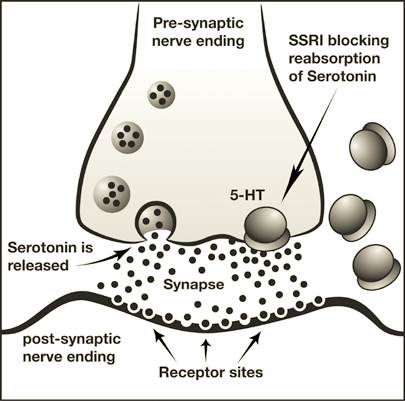 Pre-synaptic
nerve ending
SSRI blocking
reabsorption
of Serotonin
5-HT
Serotonin is
released
Synapse
post-synaptic
nerve ending
Receptor sites